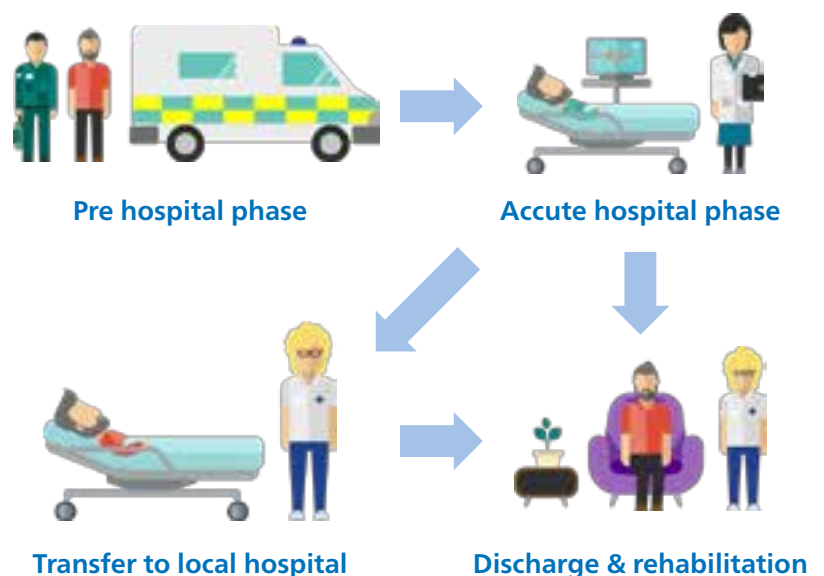 Pre hospital phase
Accute hospital phase
Transfer to local hospital
Discharge & rehabilitation